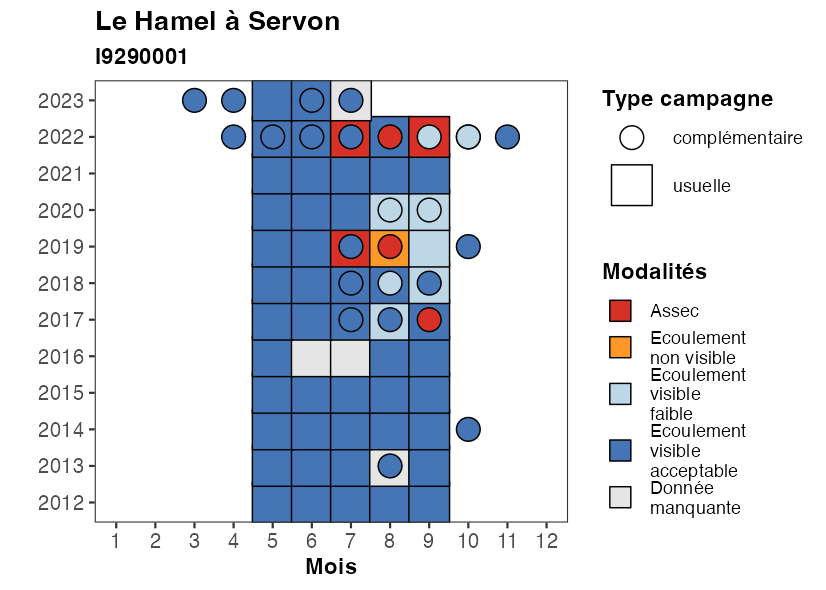 Le Hamel à Servon
I9290001
2023
2022
2021
2020
2019
2018
2017
2016
2015
2014
2013
2012
1 2 3 4 5 6 7 8 9 10 11 12
Mois
Type campagne
complémentaire
usuelle
Modalités
Assec
Ecoulement
non visible
Ecoulement
visible
faible
Ecoulement
visible
acceptable
Donnée
manquante